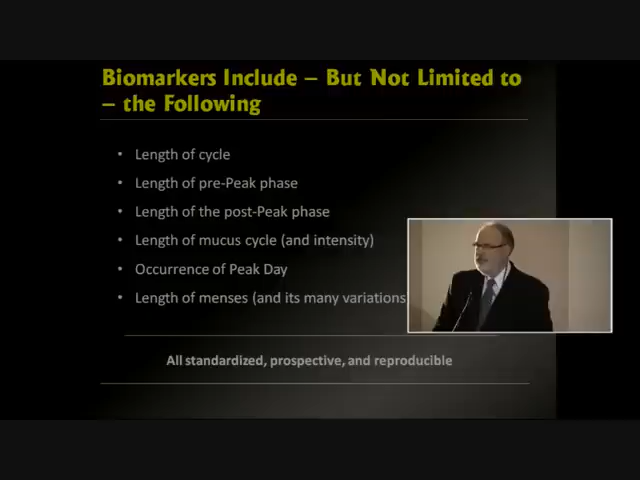 Biomarkers Include – But Not Limited to
– the Following
• Length of cycle
• Length of pre-Peak phase
• Length of the post-Peak phase
• Length of mucus cycle (and intensity)
• Occurrence of Peak Day
• Length of menses (and its many variations
All standardized, prospective, and reproducible